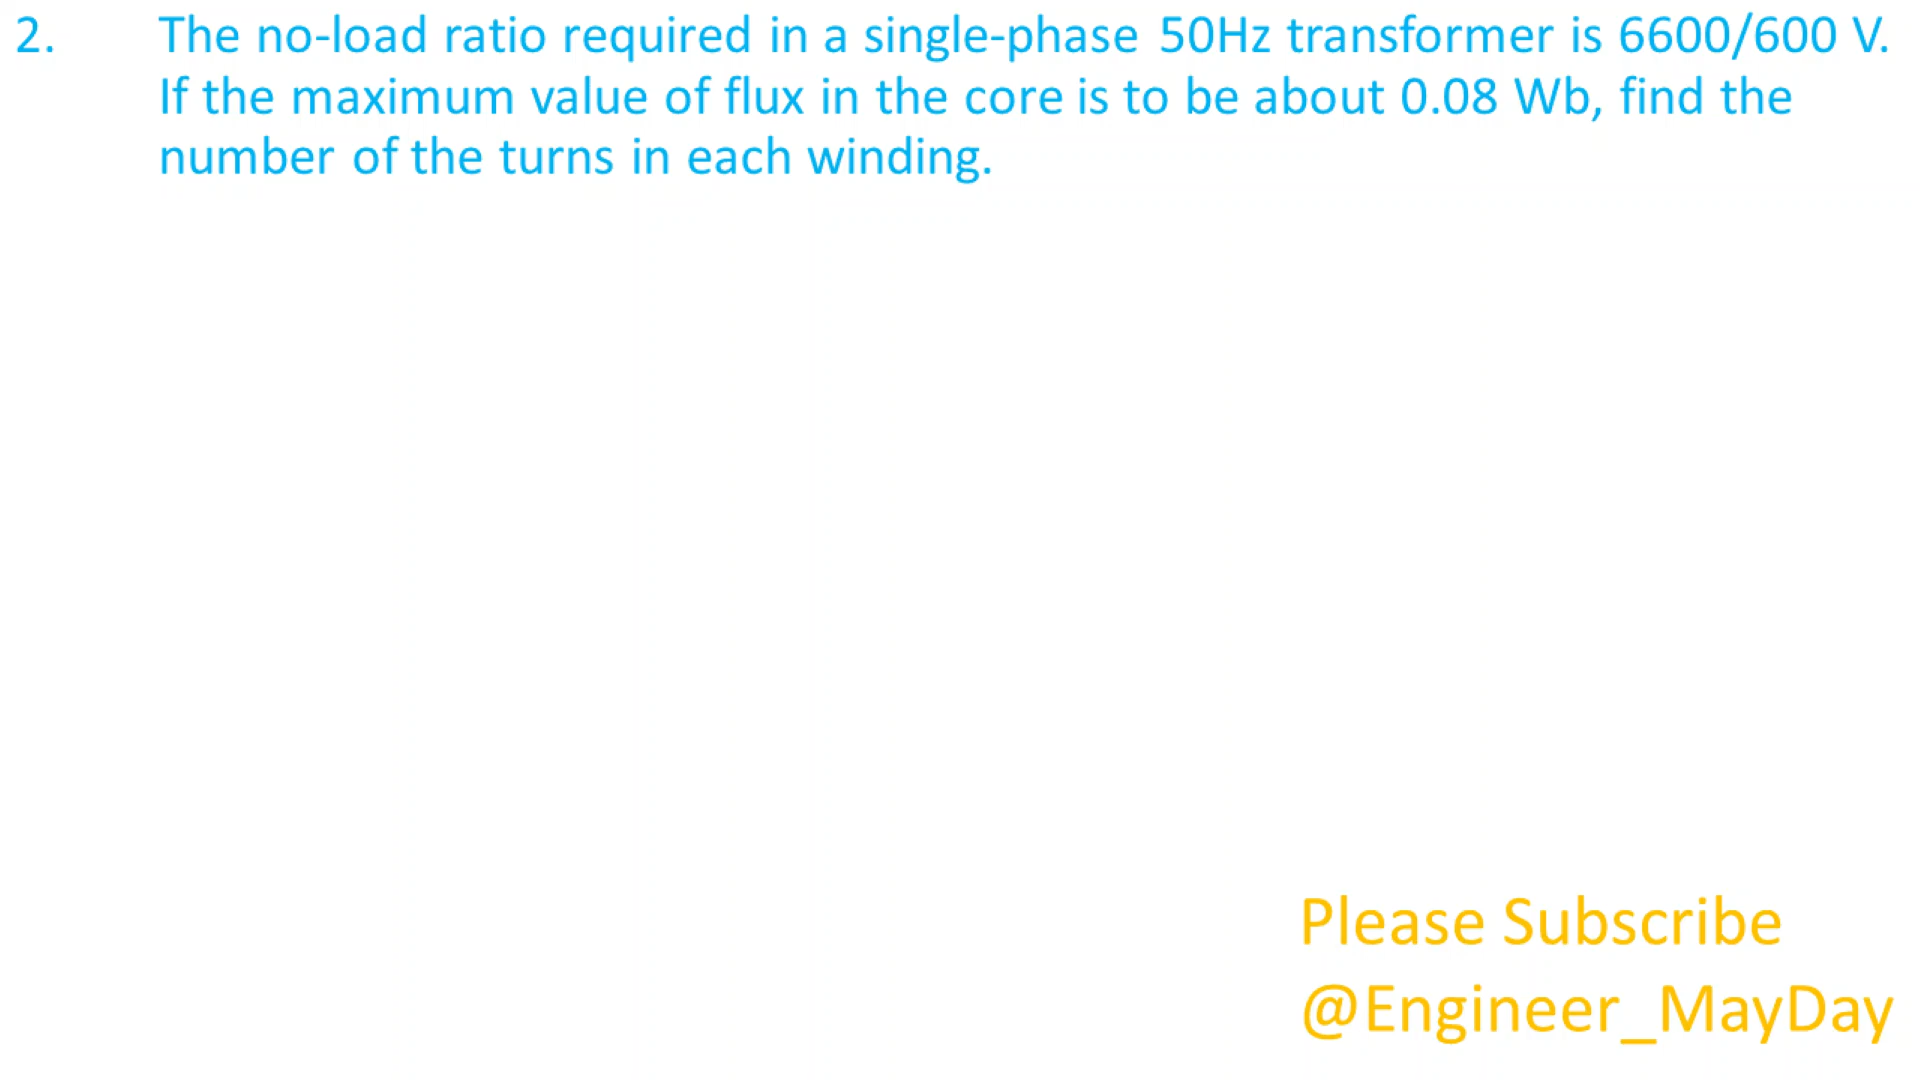 2. The no-load ratio required in a single-phase 50Hz transformer is 6600/600 V.
If the maximum value of flux in the core is to be about 0.08 Wb, find the
number of the turns in each winding.
Please Subscribe
@Engineer_MayDay